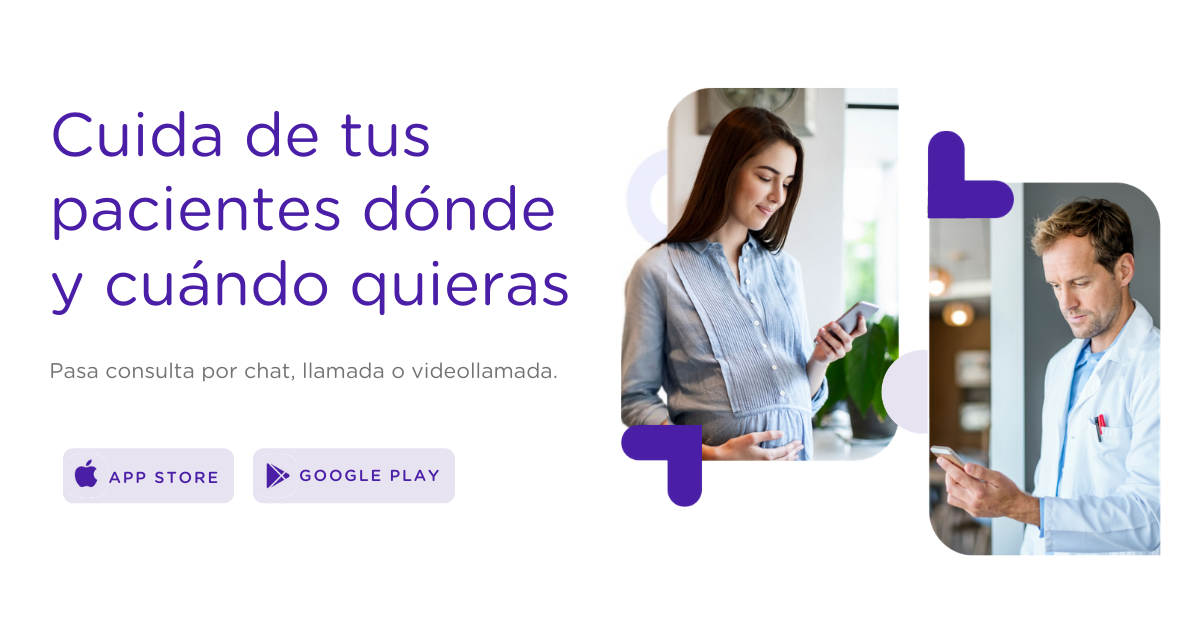 Cuida de tus
pacientes dónde
y cuándo quieras
Pasa consulta por chat, llamada o videollamada.
APP STORE
GOOGLE PLAY